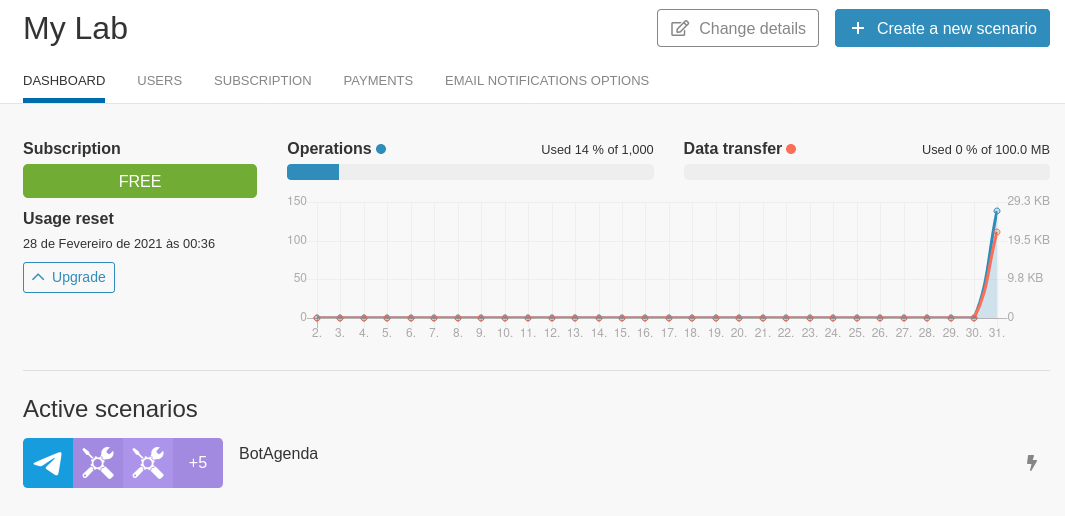 My Lab
Change details
Create a new scenario
DASHBOARD USERS SUBSCRIPTION PAYMENTS EMAIL NOTIFICATIONS OPTIONS
Subscription
FREE
Usage reset
28 de Fevereiro de 2021 às 00:36
Upgrade
Operations Used 14 % of 1,000
Data transfer Used 0 % of 100.0 MB
150 29.3 KB
100 19.5 KB
50 9.8 KB
0 0
2. 3. 4. 5. 6. 7. 8. 9. 10. 11. 12. 13. 14. 15. 16. 17. 18. 19. 20. 21. 22. 23. 24. 25. 26. 27. 28. 29. 30. 31.
Active scenarios
+5 BotAgenda